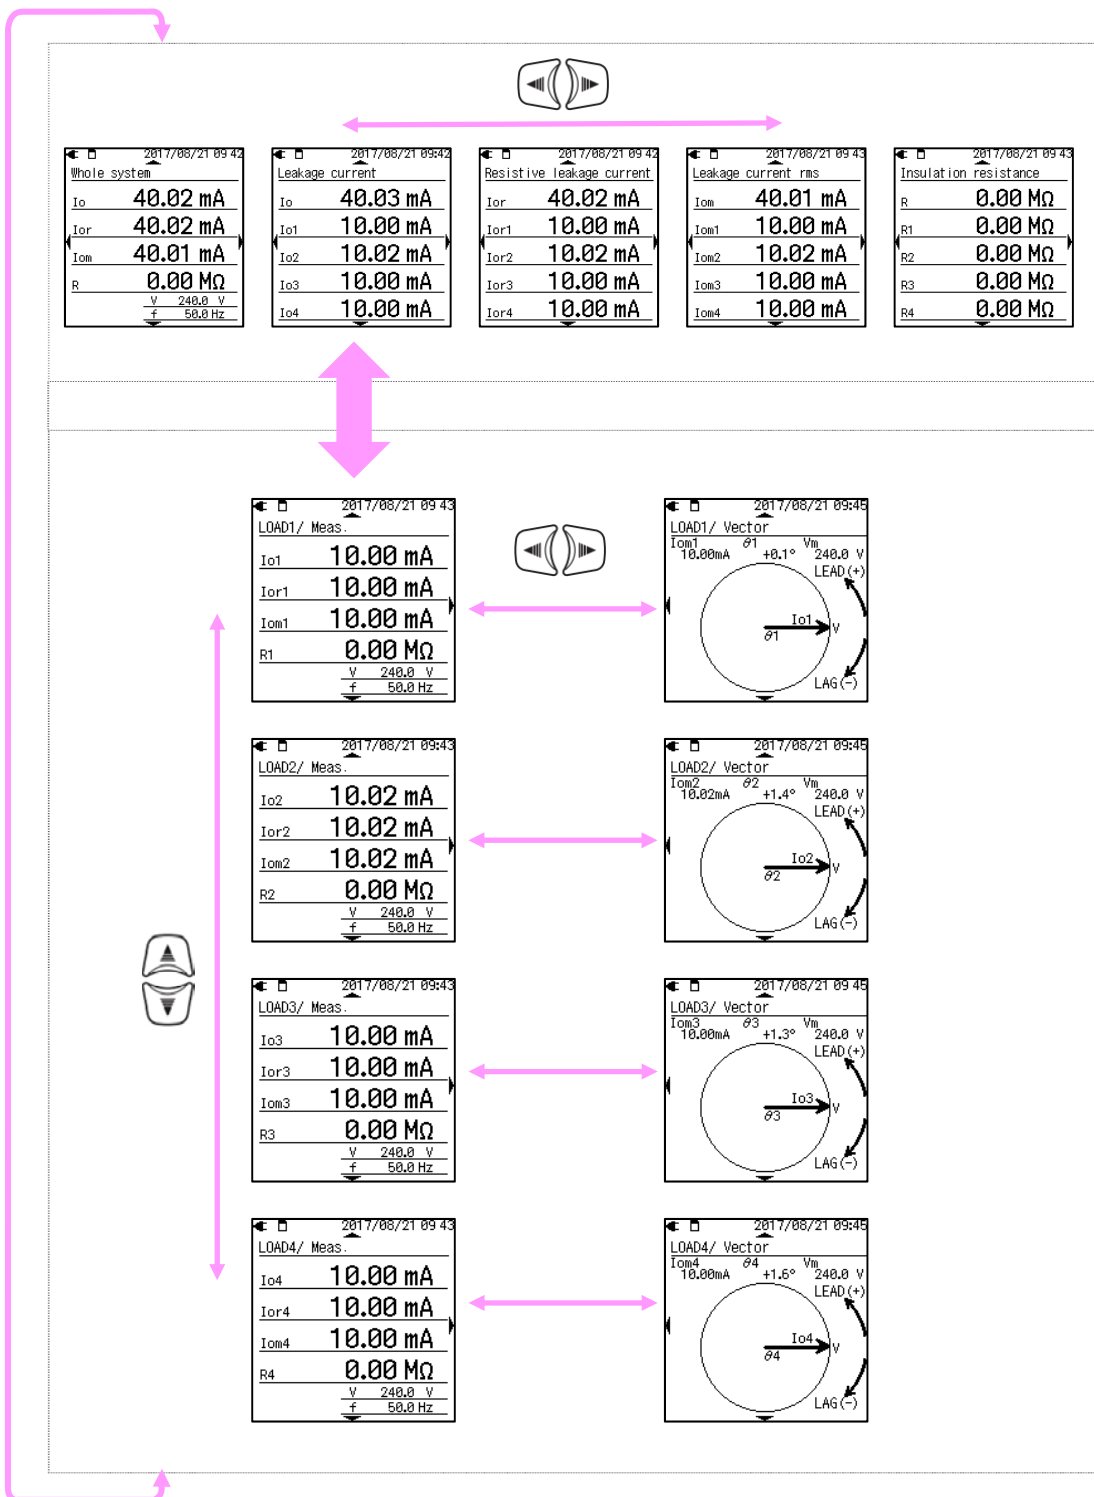 2017/08/21 09 42
Whole system
Io 40.02 mA
Ior 40.02 mA
Iom 40.01 mA
R 0.00 MΩ
V 240.0 V
f 50.0 Hz
2017/08/21 09:42
Leakage current
Io 40.03 mA
Io1 10.00 mA
Io2 10.02 mA
Io3 10.00 mA
Io4 10.00 mA
2017/08/21 09 42
Resistive leakage current
Ior 40.02 mA
Ior1 10.00 mA
Ior2 10.02 mA
Ior3 10.00 mA
Ior4 10.00 mA
2017/08/21 09 43
Leakage current rms
Iom 40.01 mA
Iom1 10.00 mA
Iom2 10.02 mA
Iom3 10.00 mA
Iom4 10.00 mA
2017/08/21 09 43
Insulation resistance
R 0.00 MΩ
R1 0.00 MΩ
R2 0.00 MΩ
R3 0.00 MΩ
R4 0.00 MΩ
2017/08/21 09 43
LOAD1/ Meas.
Io1 10.00 mA
Ior1 10.00 mA
Iom1 10.00 mA
R1 0.00 MΩ
V 240.0 V
f 50.0 Hz
2017/08/21 09:45
LOAD1/ Vector
Iom1 θ1 Vm
10.00mA +0.1° 240.0 V
LEAD(+)
Io1
V
θ1
LAG(-)
2017/08/21 09:43
LOAD2/ Meas.
Io2 10.02 mA
Ior2 10.02 mA
Iom2 10.02 mA
R2 0.00 MΩ
V 240.0 V
f 50.0 Hz
2017/08/21 09:45
LOAD2/ Vector
Iom2 θ2 Vm
10.02mA +1.4° 240.0 V
LEAD(+)
Io2
V
θ2
LAG(-)
2017/08/21 09:43
LOAD3/ Meas.
Io3 10.00 mA
Ior3 10.00 mA
Iom3 10.00 mA
R3 0.00 MΩ
V 240.0 V
f 50.0 Hz
2017/08/21 09 45
LOAD3/ Vector
Iom3 θ3 Vm
10.00mA +1.3° 240.0 V
LEAD(+)
Io3
V
θ3
LAG(-)
2017/08/21 09 43
LOAD4/ Meas.
Io4 10.00 mA
Ior4 10.00 mA
Iom4 10.00 mA
R4 0.00 MΩ
V 240.0 V
f 50.0 Hz
2017/08/21 09:45
LOAD4/ Vector
Iom4 θ4 Vm
10.00mA +1.6° 240.0 V
LEAD(+)
Io4
V
θ4
LAG(-)